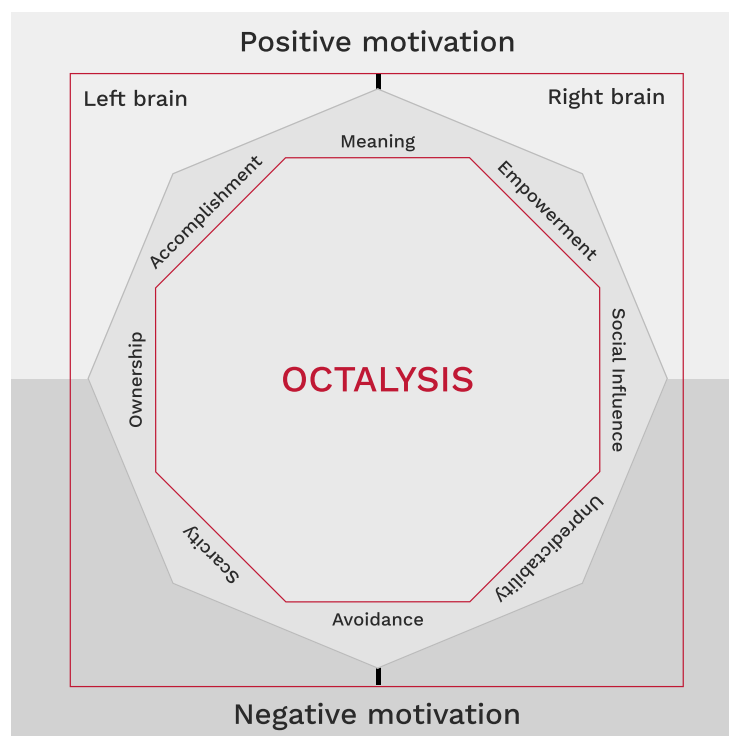 Positive motivation
Left brain
Right brain
Meaning
Accomplishment
Empowerment
Ownership
Social Influence
OCTALYSIS
Scarcity
Unpredictability
Avoidance
Negative motivation